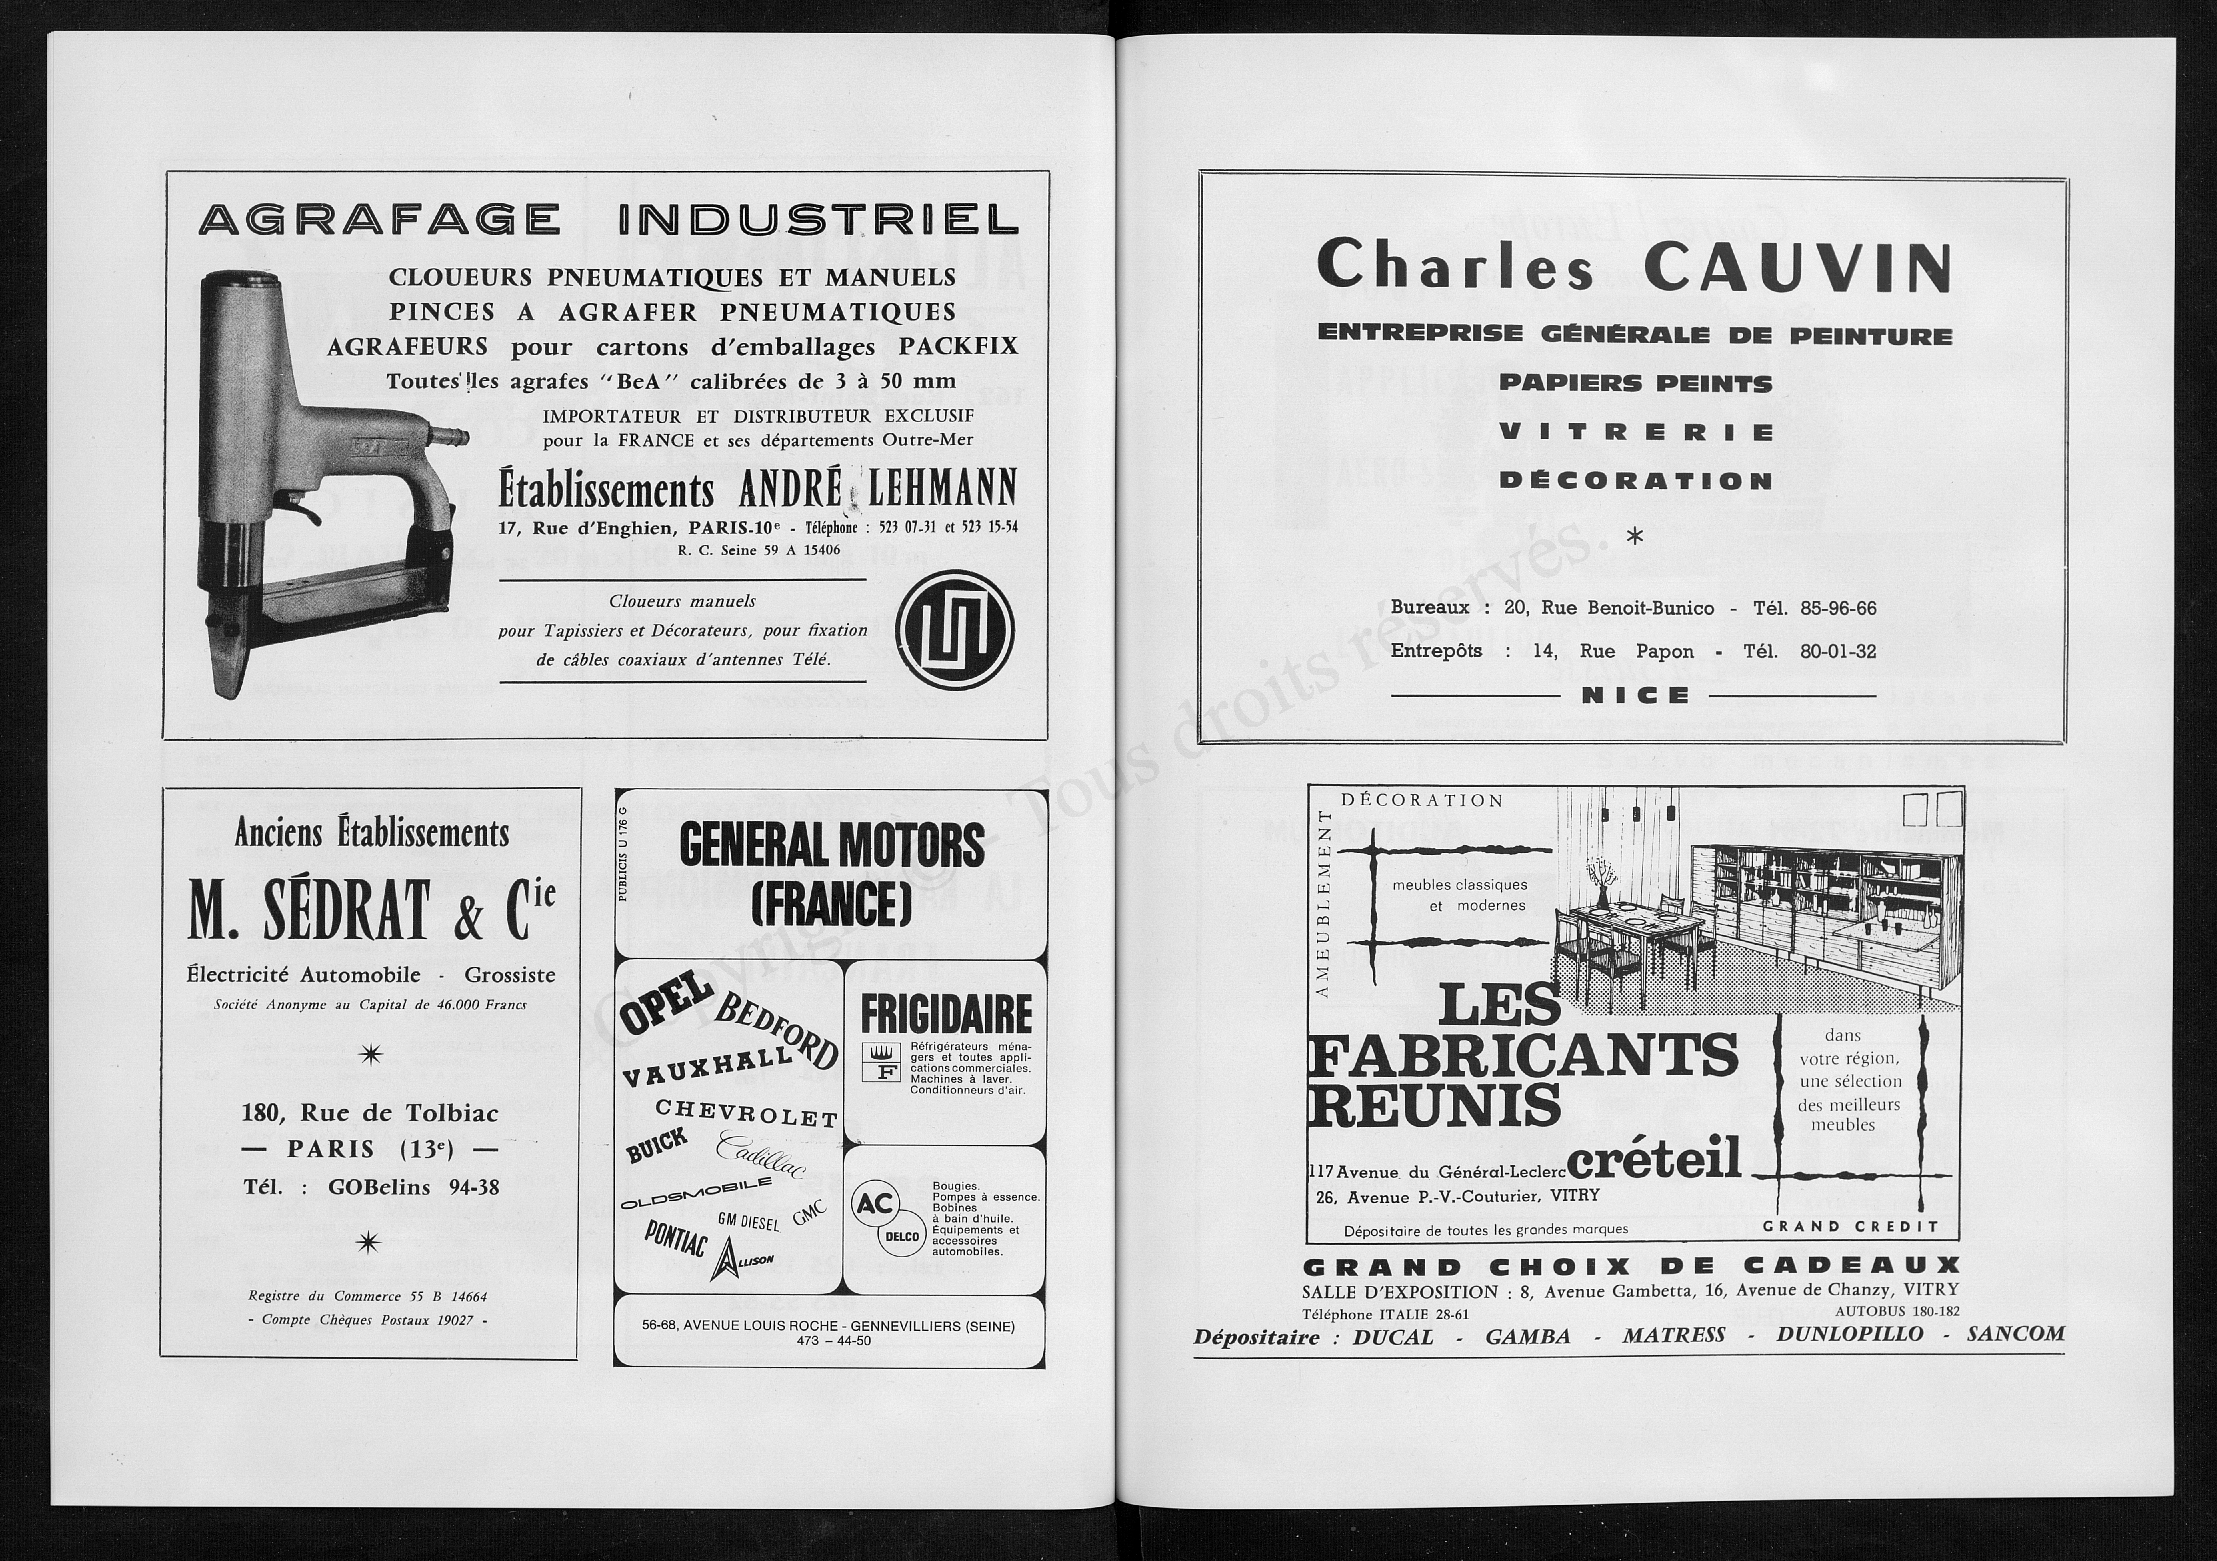 AGRAFAGE INDUSTRIEL
CLOUEURS PNEUMATIQUES ET MANUELS
PINCES A AGRAFER PNEUMATIQUES
AGRAFEURS pour cartons d'emballages PACKFIX
Toutes les agrafes "BeA" calibrées de 3 à 50 mm
IMPORTATEUR ET DISTRIBUTEUR EXCLUSIF
pour la FRANCE et ses départements Outre-Mer
Établissements ANDRÉ LEHMANN
17, Rue d'Enghien, PARIS-10e - Téléphone : 523 07-31 et 523 15-54
R. C. Seine 59 A 15406
Cloueurs manuels
pour Tapissiers et Décorateurs, pour fixation
de câbles coaxiaux d'antennes Télé.
Anciens Établissements
M. SÉDRAT & Cie
Électricité Automobile - Grossiste
Société Anonyme au Capital de 46.000 Francs
180, Rue de Tolbiac
— PARIS (13e) —
Tél. : GOBelins 94-38
Registre du Commerce 55 B 14664
- Compte Chèques Postaux 19027 -
PUBLICIS U 176 G
GENERAL MOTORS
(FRANCE)
OPEL
BEDFORD
VAUXHALL
CHEVROLET
BUICK
Cadillac
OLDSMOBILE
GM DIESEL
GMC
PONTIAC
ALLISON
FRIGIDAIRE
F
Réfrigérateurs ména-
gers et toutes appli-
cations commerciales.
Machines à laver.
Conditionneurs d'air.
AC
DELCO
Bougies.
Pompes à essence.
Bobines
à bain d'huile.
Équipements et
accessoires
automobiles.
56-68, AVENUE LOUIS ROCHE - GENNEVILLIERS (SEINE)
473 – 44-50
Charles CAUVIN
ENTREPRISE GÉNÉRALE DE PEINTURE
PAPIERS PEINTS
VITRERIE
DÉCORATION
*
Bureaux : 20, Rue Benoit-Bunico - Tél. 85-96-66
Entrepôts : 14, Rue Papon - Tél. 80-01-32
NICE
DÉCORATION
AMEUBLEMENT
meubles classiques
et modernes
LES
FABRICANTS
REUNIS
créteil
117 Avenue du Général-Leclerc
26, Avenue P.-V.-Couturier, VITRY
Dépositaire de toutes les grandes marques
dans
votre région,
une sélection
des meilleurs
meubles
GRAND CREDIT
GRAND CHOIX DE CADEAUX
SALLE D'EXPOSITION : 8, Avenue Gambetta, 16, Avenue de Chanzy, VITRY
Téléphone ITALIE 28-61
AUTOBUS 180-182
Dépositaire : DUCAL - GAMBA - MATRESS - DUNLOPILLO - SANCOM
Copyright © - Tous droits réservés.